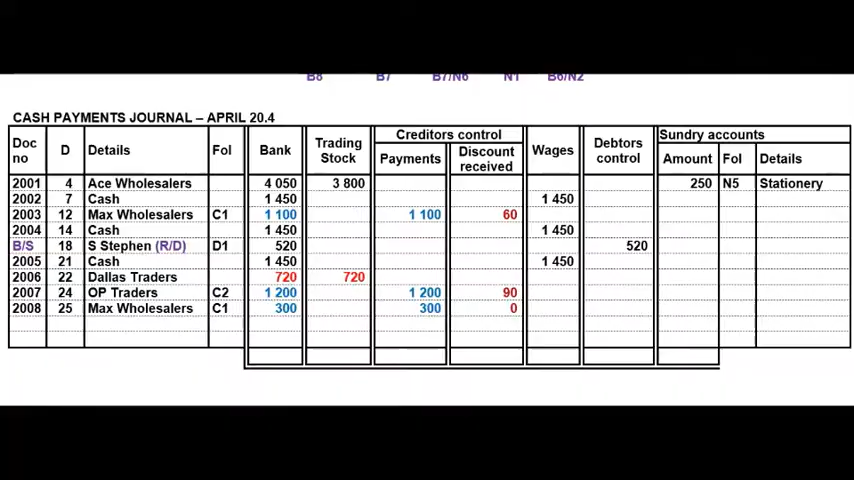 B8 B7 B7/N6 N1 B6/N2
CASH PAYMENTS JOURNAL – APRIL 20.4
Doc no D Details Fol Bank Trading Stock Creditors control Wages Debtors control Sundry accounts
Payments Discount received Amount Fol Details
2001 4 Ace Wholesalers 4 050 3 800 250 N5 Stationery
2002 7 Cash 1 450 1 450
2003 12 Max Wholesalers C1 1 100 1 100 60
2004 14 Cash 1 450 1 450
B/S 18 S Stephen (R/D) D1 520 520
2005 21 Cash 1 450 1 450
2006 22 Dallas Traders 720 720
2007 24 OP Traders C2 1 200 1 200 90
2008 25 Max Wholesalers C1 300 300 0